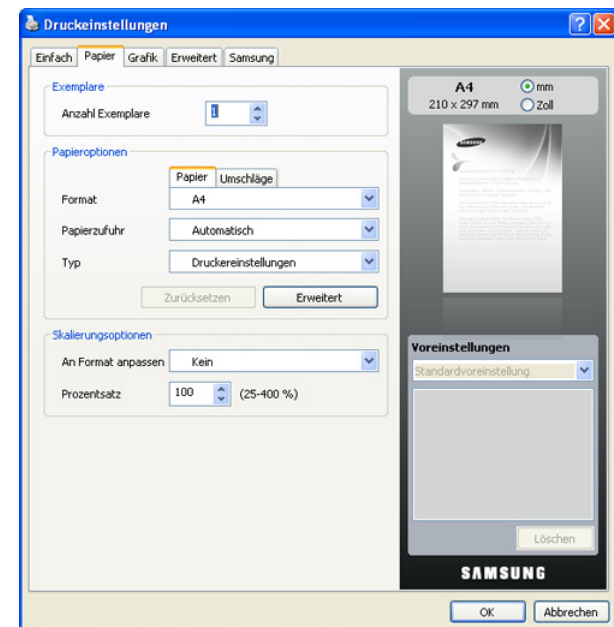 Druckeinstellungen
Einfach Papier Grafik Erweitert Samsung
Exemplare
Anzahl Exemplare 1
Papieroptionen
Papier Umschläge
Format A4
Papierzufuhr Automatisch
Typ Druckereinstellungen
Zurücksetzen Erweitert
Skalierungsoptionen
An Format anpassen Kein
Prozentsatz 100 (25-400 %)
A4 mm
210 x 297 mm Zoll
SAMSUNG
Voreinstellungen
Standardvoreinstellung
Löschen
SAMSUNG
OK Abbrechen